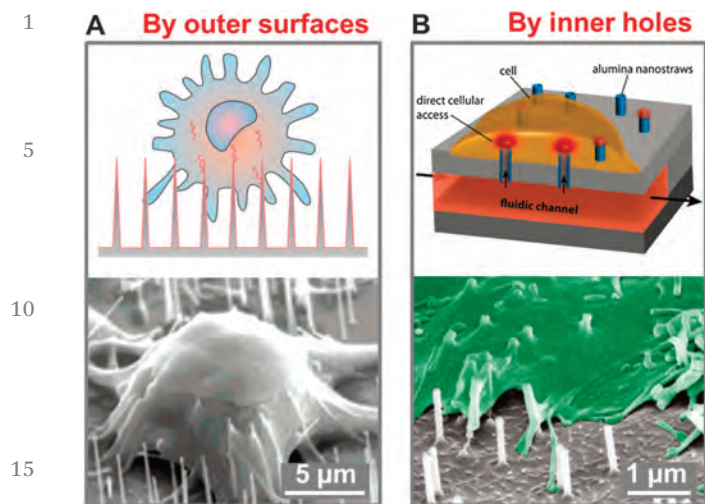 1
A By outer surfaces
B By inner holes
cell
alumina nanostraws
direct cellular
access
5
fluidic channel
10
15
5 µm
1 µm